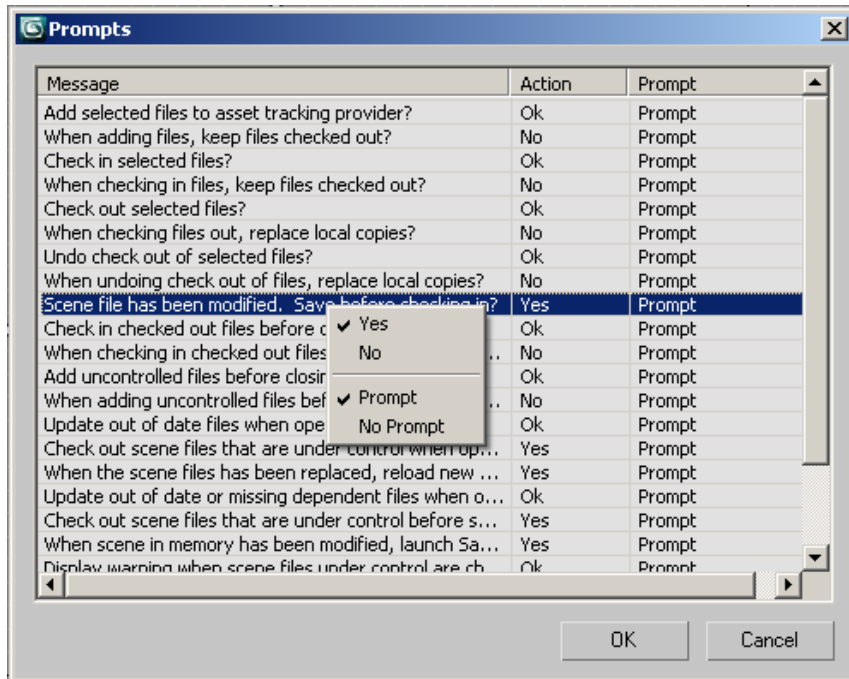 Prompts
Message Action Prompt
Add selected files to asset tracking provider? Ok Prompt
When adding files, keep files checked out? No Prompt
Check in selected files? Ok Prompt
When checking in files, keep files checked out? No Prompt
Check out selected files? Ok Prompt
When checking files out, replace local copies? No Prompt
Undo check out of selected files? Ok Prompt
When undoing check out of files, replace local copies? No Prompt
Scene file has been modified. Save before checking in? Yes Prompt
Check in checked out files before Ok Prompt
When checking in checked out files .. No Prompt
Add uncontrolled files before Ok Prompt
When adding uncontrolled files .. No Prompt
Update out of date files when Ok Prompt
Check out scene files that are under control when op... Yes Prompt
When the scene files has been replaced, reload new ... Yes Prompt
Update out of date or missing dependent files when o... Ok Prompt
Check out scene files that are under control before s... Yes Prompt
When scene in memory has been modified, launch Sa... Yes Prompt
Display warning when scene files under control are ch Ok Prompt
Yes
No
Prompt
No Prompt
OK Cancel